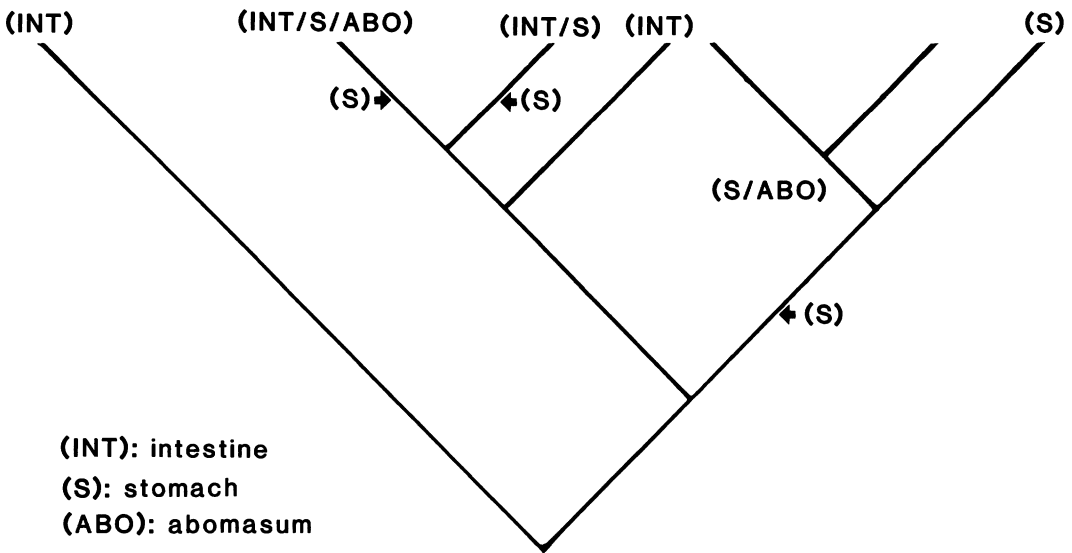 (INT) (INT/S/ABO) (INT/S) (INT) (S)
(S) (S)
(S/ABO)
(S)
(INT): intestine
(S): stomach
(ABO): abomasum